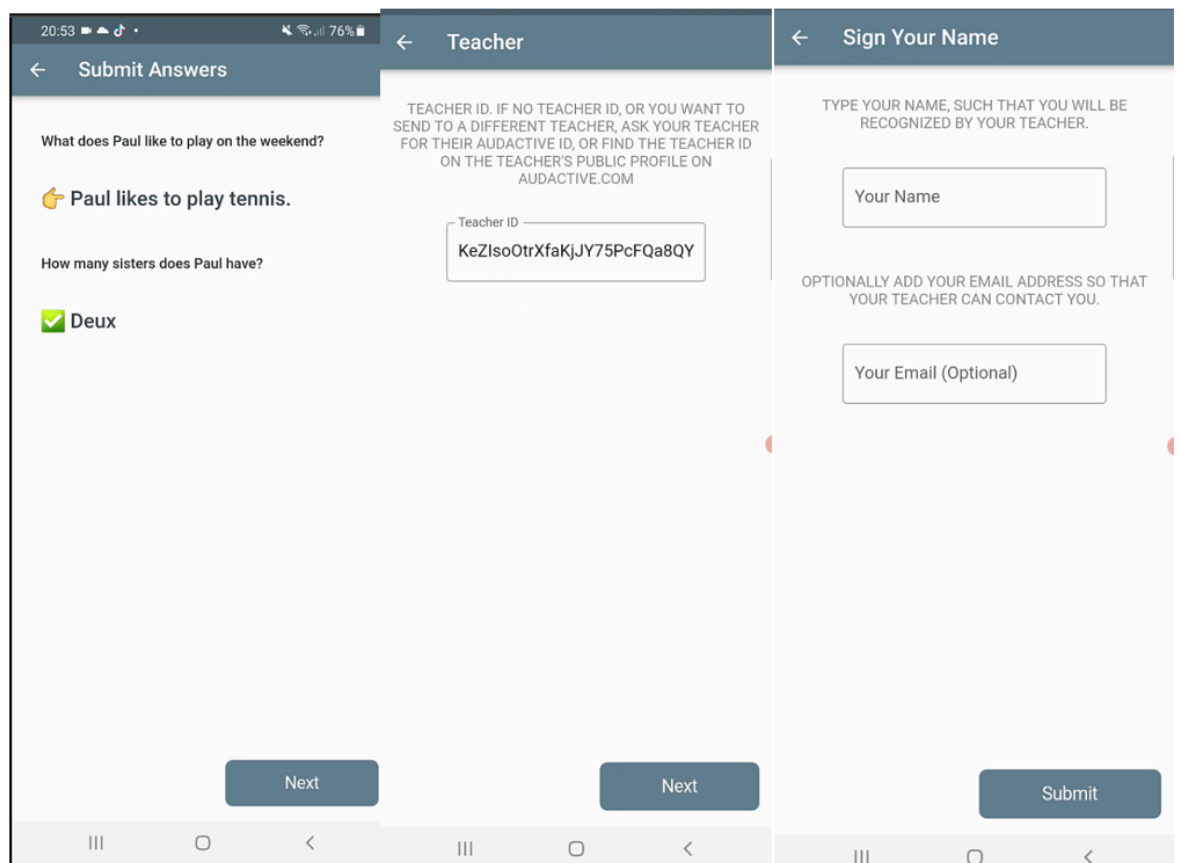 20:53
76%
Submit Answers
What does Paul like to play on the weekend?
👉 Paul likes to play tennis.
How many sisters does Paul have?
✅ Deux
Next
Teacher
TEACHER ID. IF NO TEACHER ID, OR YOU WANT TO
SEND TO A DIFFERENT TEACHER, ASK YOUR TEACHER
FOR THEIR AUDACTIVE ID, OR FIND THE TEACHER ID
ON THE TEACHER'S PUBLIC PROFILE ON
AUDACTIVE.COM
Teacher ID
KeZIsoOtrXfaKjJY75PcFQa8QY
Next
Sign Your Name
TYPE YOUR NAME, SUCH THAT YOU WILL BE
RECOGNIZED BY YOUR TEACHER.
Your Name
OPTIONALLY ADD YOUR EMAIL ADDRESS SO THAT
YOUR TEACHER CAN CONTACT YOU.
Your Email (Optional)
Submit